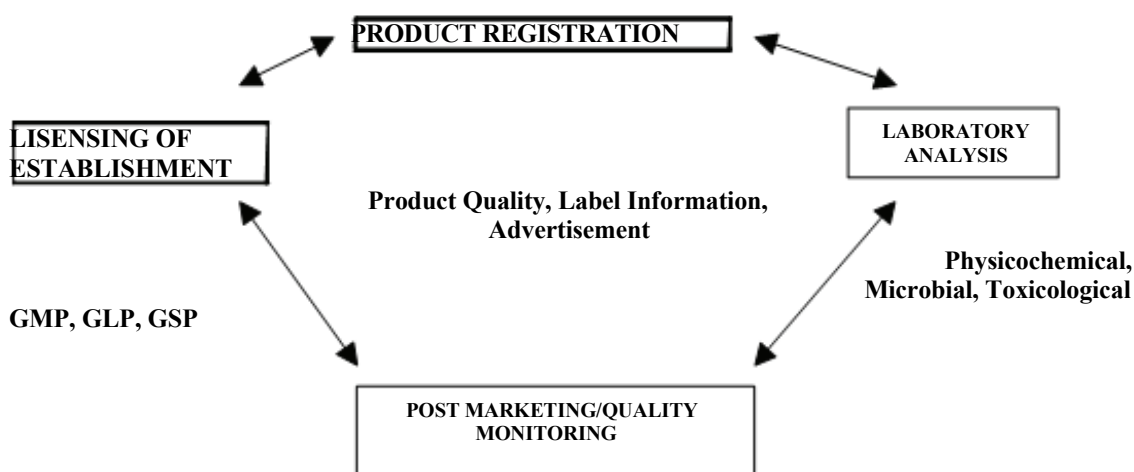 PRODUCT REGISTRATION
LISENSING OF
ESTABLISHMENT
LABORATORY
ANALYSIS
Product Quality, Label Information,
Advertisement
Physicochemical,
Microbial, Toxicological
GMP, GLP, GSP
POST MARKETING/QUALITY
MONITORING